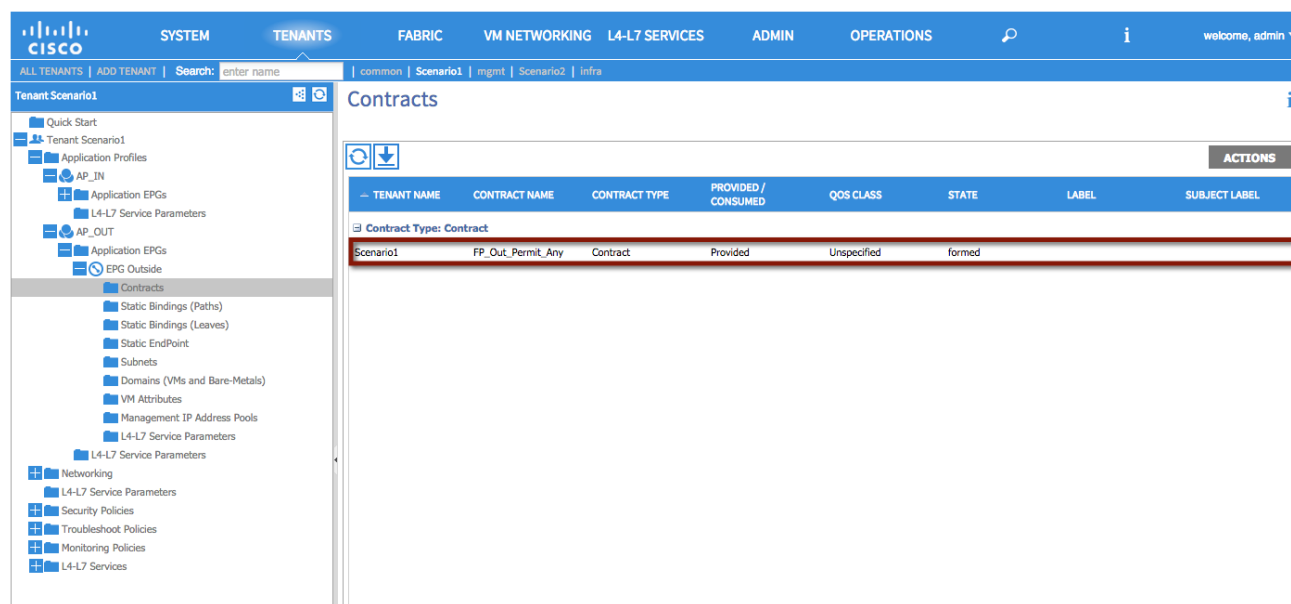 CISCO SYSTEM TENANTS FABRIC VM NETWORKING L4-L7 SERVICES ADMIN OPERATIONS i welcome, admin
ALL TENANTS | ADD TENANT | Search: enter name | common | Scenario1 | mgmt | Scenario2 | infra
Tenant Scenario1
Quick Start
Tenant Scenario1
Application Profiles
AP_IN
Application EPGs
L4-L7 Service Parameters
AP_OUT
Application EPGs
EPG Outside
Contracts
Static Bindings (Paths)
Static Bindings (Leaves)
Static EndPoint
Subnets
Domains (VMs and Bare-Metals)
VM Attributes
Management IP Address Pools
L4-L7 Service Parameters
L4-L7 Service Parameters
Networking
L4-L7 Service Parameters
Security Policies
Troubleshoot Policies
Monitoring Policies
L4-L7 Services
Contracts i
ACTIONS
TENANT NAME CONTRACT NAME CONTRACT TYPE PROVIDED / CONSUMED QOS CLASS STATE LABEL SUBJECT LABEL
Contract Type: Contract
Scenario1 FP_Out_Permit_Any Contract Provided Unspecified formed